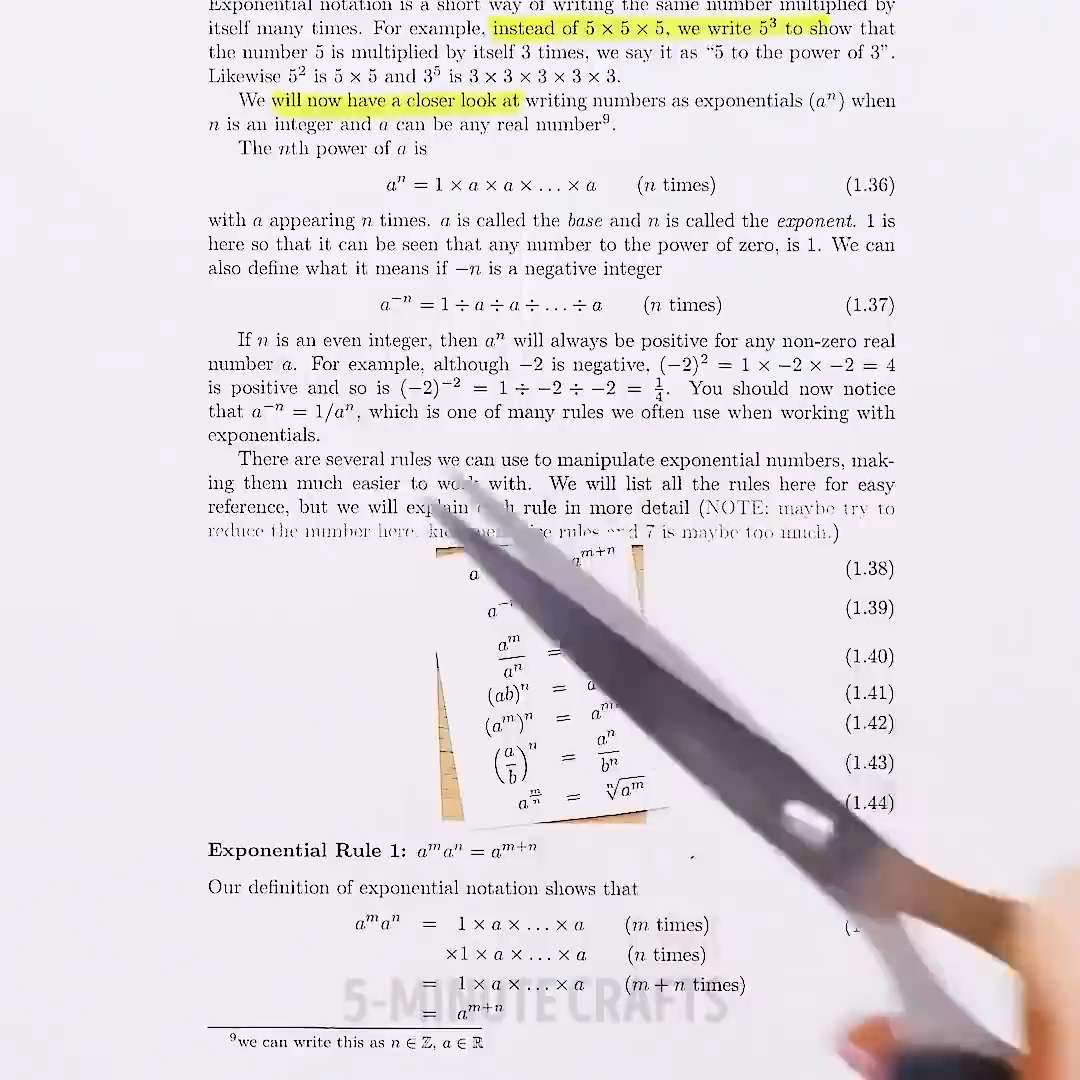 Exponential notation is a short way of writing the same number multiplied by
itself many times. For example, instead of 5 × 5 × 5, we write 5³ to show that
the number 5 is multiplied by itself 3 times, we say it as “5 to the power of 3”.
Likewise 5² is 5 × 5 and 3⁵ is 3 × 3 × 3 × 3 × 3.
We will now have a closer look at writing numbers as exponentials (aⁿ) when
n is an integer and a can be any real number⁹.
The nth power of a is
aⁿ = 1 × a × a × ... × a (n times) (1.36)
with a appearing n times. a is called the base and n is called the exponent. 1 is
here so that it can be seen that any number to the power of zero, is 1. We can
also define what it means if −n is a negative integer
a⁻ⁿ = 1 ÷ a ÷ a ÷ ... ÷ a (n times) (1.37)
If n is an even integer, then aⁿ will always be positive for any non-zero real
number a. For example, although −2 is negative, (−2)² = 1 × −2 × −2 = 4
is positive and so is (−2)⁻² = 1 ÷ −2 ÷ −2 = 1/4. You should now notice
that a⁻ⁿ = 1/aⁿ, which is one of many rules we often use when working with
exponentials.
There are several rules we can use to manipulate exponential numbers, mak-
ing them much easier to with. We will list all the rules here for easy
reference, but we will explain rule in more detail (NOTE: maybe try to
reduce the number here, rules 7 is maybe too much.)
a aᵐ⁺ⁿ (1.38)
a⁻ (1.39)
aᵐ/aⁿ = (1.40)
(ab)ⁿ = a (1.41)
(aᵐ)ⁿ = aᵐ (1.42)
(a/b)ⁿ = aⁿ/bⁿ (1.43)
a^(m/n) = ⁿ√aᵐ (1.44)
Exponential Rule 1: aᵐaⁿ = aᵐ⁺ⁿ
Our definition of exponential notation shows that
aᵐaⁿ = 1 × a × ... × a (m times)
×1 × a × ... × a (n times)
= 1 × a × ... × a (m + n times)
= aᵐ⁺ⁿ
5-MINUTE CRAFTS
⁹we can write this as n ∈ ℤ, a ∈ ℝ